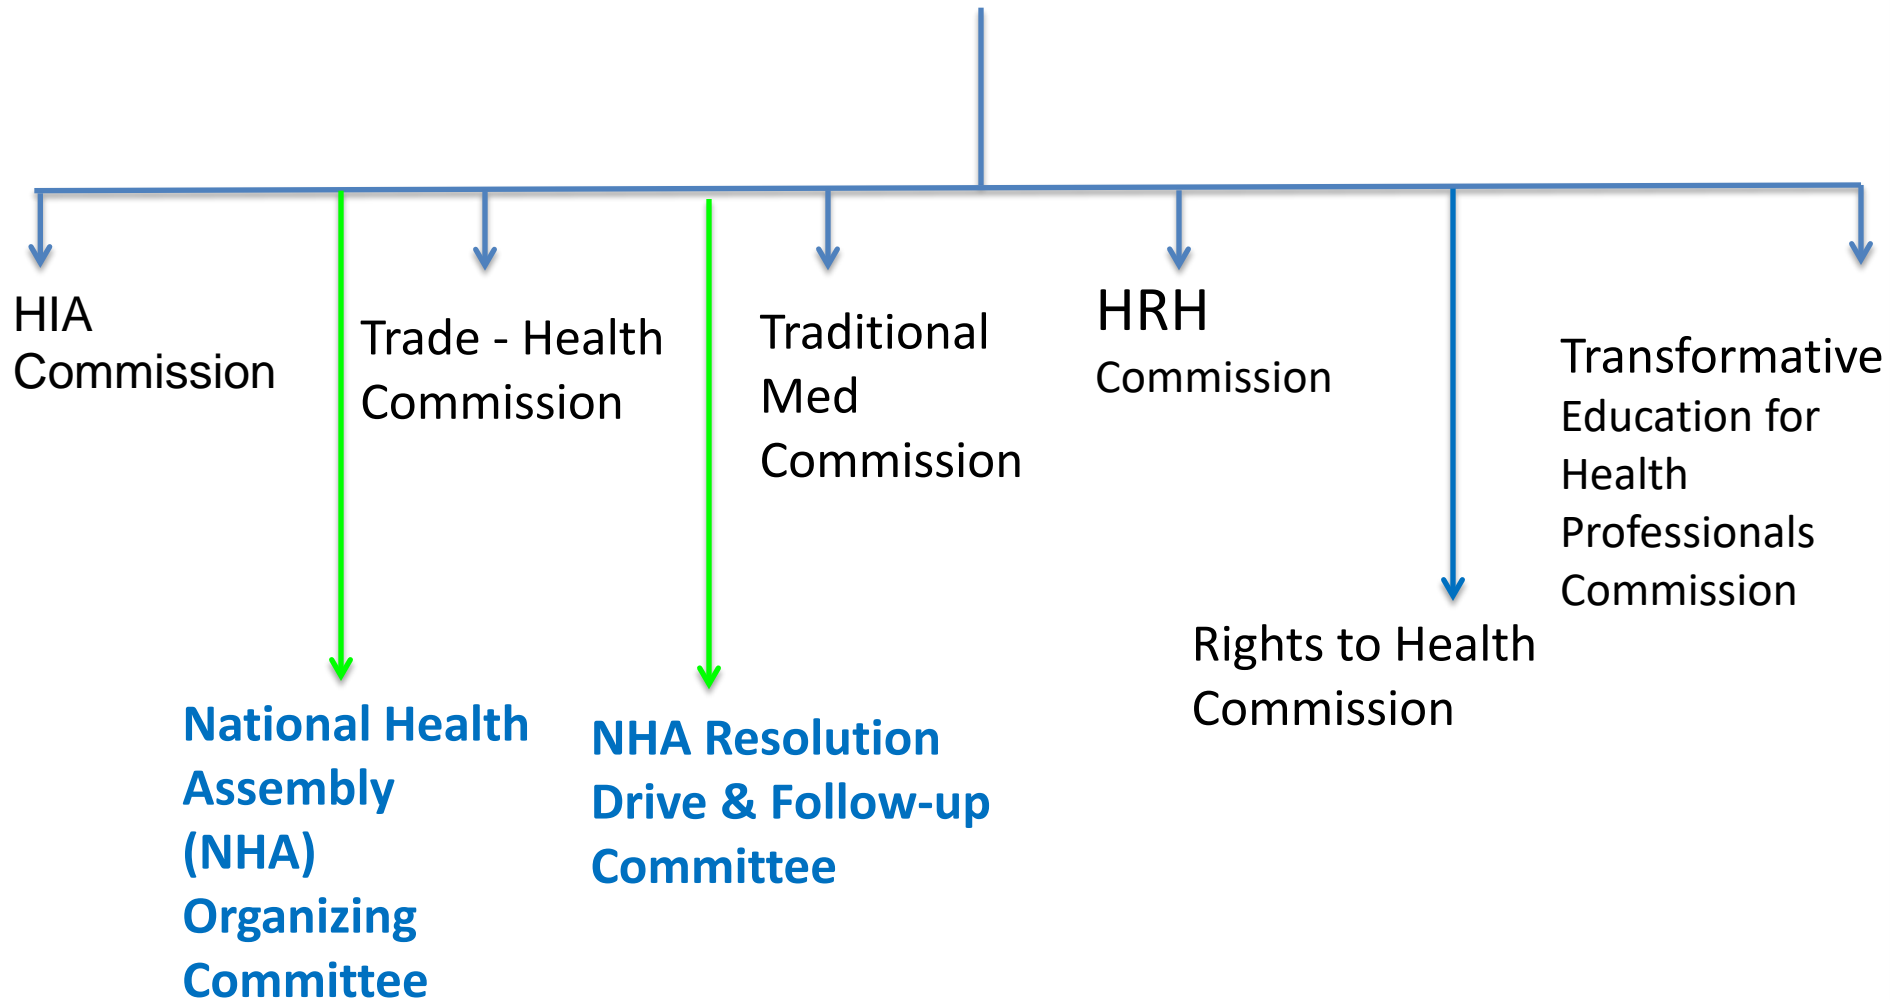 HIA
Commission
Trade - Health
Commission
Traditional
Med
Commission
HRH
Commission
Transformative
Education for
Health
Professionals
Commission
Rights to Health
Commission
National Health
Assembly
(NHA)
Organizing
Committee
NHA Resolution
Drive & Follow-up
Committee